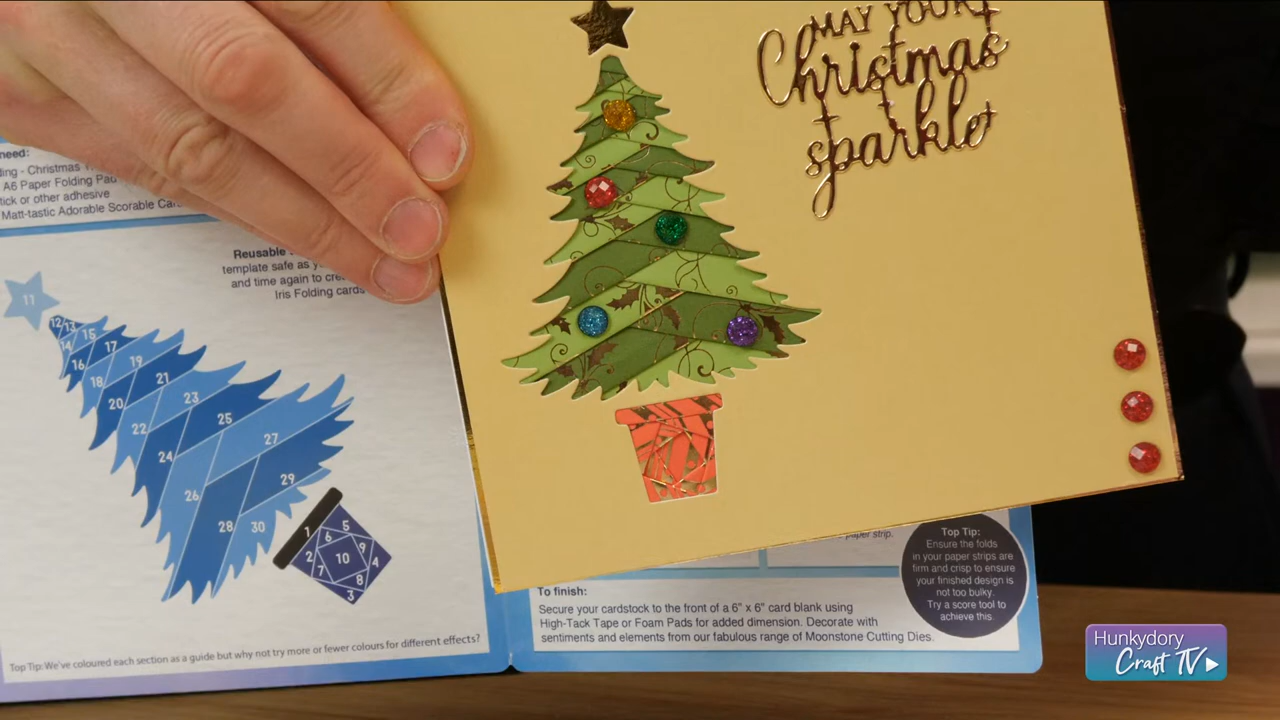 MAY YOUR
Christmas
sparkle
need:
ding - Christmas
A6 Paper Folding Pad
stick or other adhesive
Matt-tastic Adorable Scorable
Reusable
template safe as
and time again to
Iris Folding cards
11
12
13
14
15
16
17
18
19
20
21
22
23
24
25
26
27
28
29
30
1
2
3
4
5
6
7
8
9
10
Top Tip: We've coloured each section as a guide but why not try more or fewer colours for different effects?
paper strip.
To finish:
Secure your cardstock to the front of a 6" x 6" card blank using
High-Tack Tape or Foam Pads for added dimension. Decorate with
sentiments and elements from our fabulous range of Moonstone Cutting Dies.
Top Tip:
Ensure the folds
in your paper strips are
firm and crisp to ensure
your finished design is
not too bulky.
Try a score tool to
achieve this.
Hunkydory
Craft TV